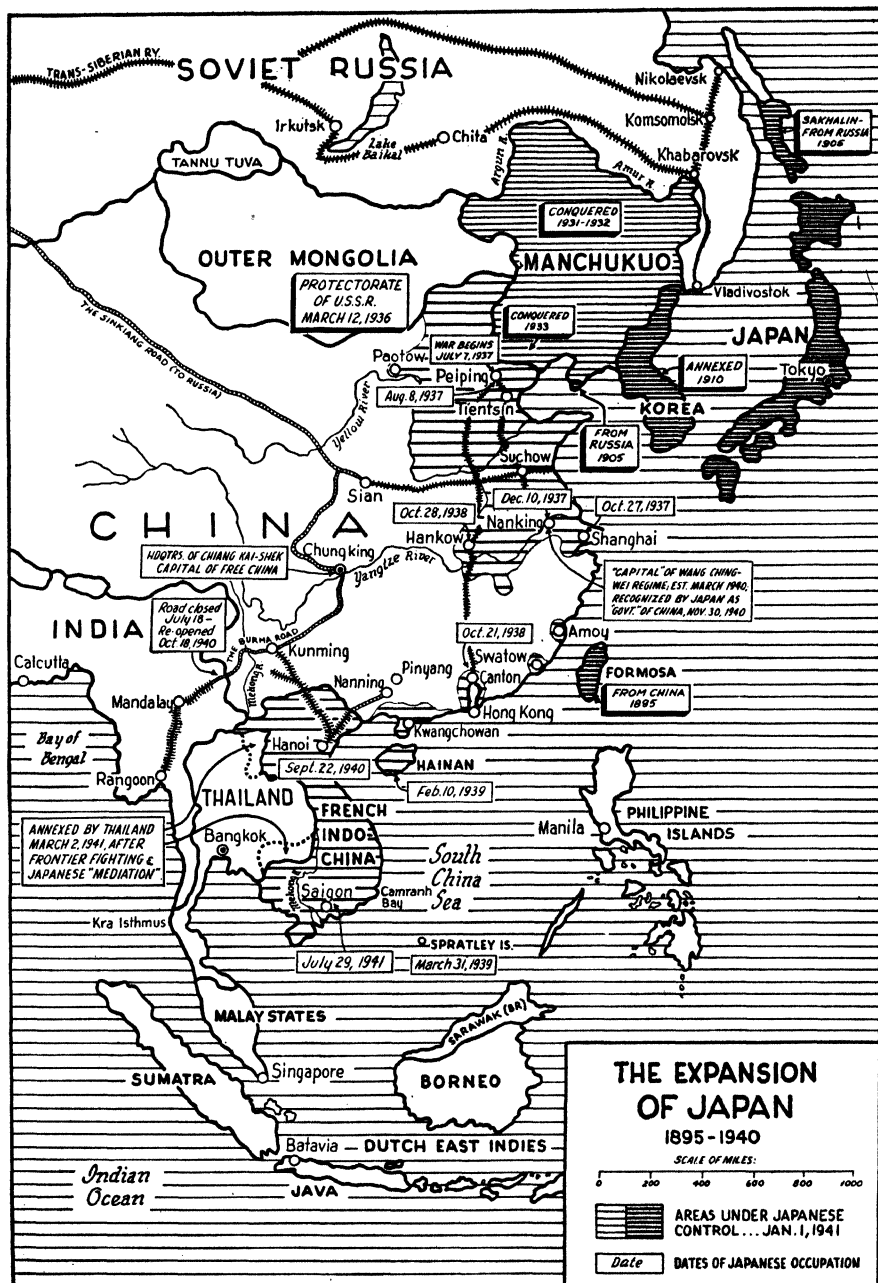 TRANS-SIBERIAN RY.
SOVIET RUSSIA
Nikolaevsk
Komsomolsk
SAKHALIN-
FROM RUSSIA
1905
Irkutsk
Lake
Baikal
Chita
Khabarovsk
TANNU TUVA
Argun R.
Amur R.
CONQUERED
1931-1932
OUTER MONGOLIA
MANCHUKUO
PROTECTORATE
OF U.S.S.R.
MARCH 12, 1936
Vladivostok
THE SINKIANG ROAD (TO RUSSIA)
CONQUERED
1933
JAPAN
WAR BEGINS
JULY 7, 1937
Paotow
Peiping
ANNEXED
1910
Tokyo
Aug. 8, 1937
Tientsin
KOREA
Yellow River
FROM
RUSSIA
1905
Suchow
Sian
Dec. 10, 1937
Oct. 28, 1938
Oct. 27, 1937
CHINA
Nanking
Hankow
Shanghai
HDQTRS. OF CHIANG KAI-SHEK
CAPITAL OF FREE CHINA
Chungking
Yangtze River
"CAPITAL" OF WANG CHING-
WEI REGIME, EST. MARCH 1940,
RECOGNIZED BY JAPAN AS
"GOVT." OF CHINA, NOV. 30, 1940
Road closed
July 18-
Re-opened
Oct 18, 1940
INDIA
THE BURMA ROAD
Oct. 21, 1938
Amoy
Calcutta
Kunming
Swatow
Mekong R.
Pinyang
Nanning
Canton
FORMOSA
Mandalay
FROM CHINA
1895
Hong Kong
Kwangchowan
Bay of
Bengal
Hanoi
HAINAN
Rangoon
Sept. 22, 1940
Feb. 10, 1939
THAILAND
FRENCH
INDO-
CHINA
PHILIPPINE
ISLANDS
Manila
ANNEXED BY THAILAND
MARCH 2, 1941, AFTER
FRONTIER FIGHTING &
JAPANESE "MEDIATION"
Bangkok
South
China
Sea
Saigon
Camranh
Bay
Kra Isthmus
SPRATLEY IS.
July 29, 1941
March 31, 1939
MALAY STATES
SARAWAK (BR)
SUMATRA
Singapore
BORNEO
Batavia
DUTCH EAST INDIES
Indian
Ocean
JAVA
THE EXPANSION
OF JAPAN
1895-1940
SCALE OF MILES:
0 200 400 600 800 1000
AREAS UNDER JAPANESE
CONTROL... JAN. 1, 1941
Date
DATES OF JAPANESE OCCUPATION